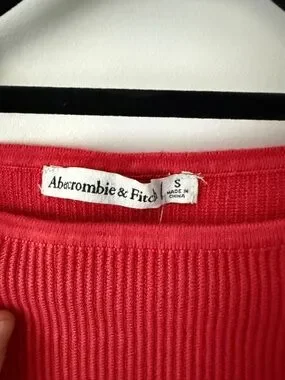 Abercrombie & Fitch
S
MADE IN
CHINA